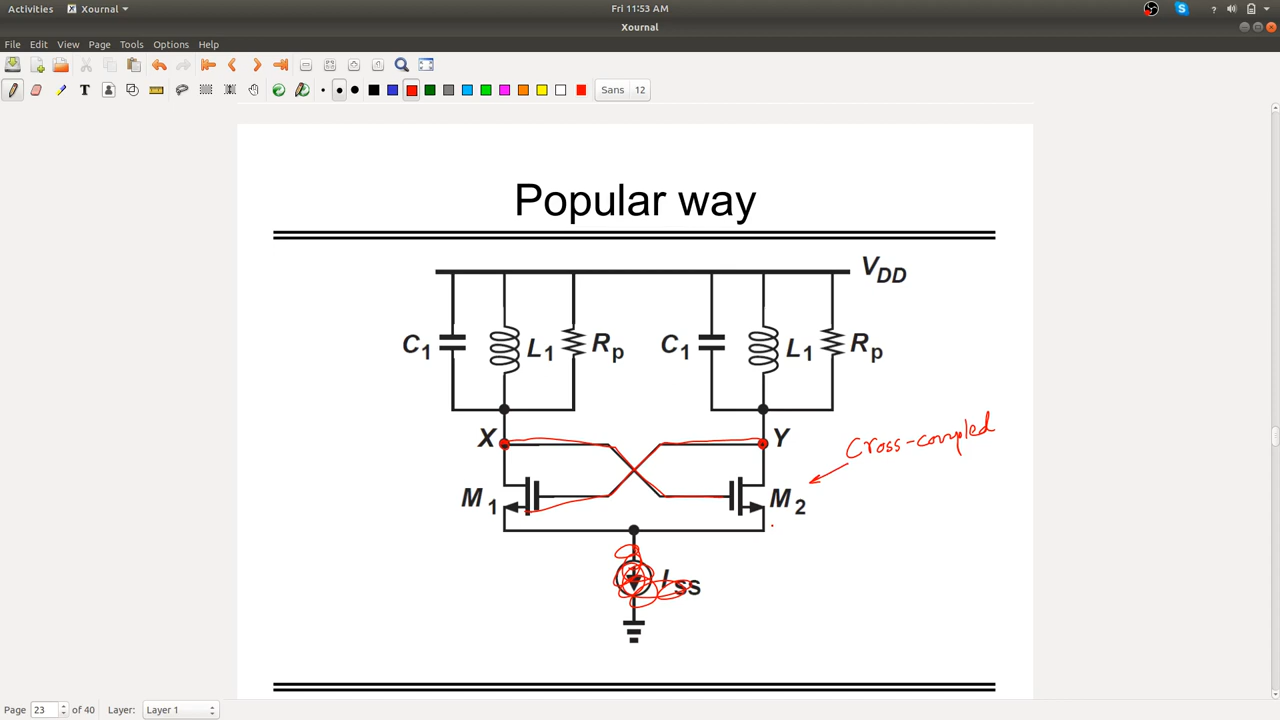 Activities Xournal Fri 11:53 AM ?
Xournal
File Edit View Page Tools Options Help
T Sans 12
Popular way
VDD
C1 L1 Rp C1 L1 Rp
X Y
Cross-coupled
M1 M2
ISS
Page 23 of 40 Layer: Layer 1